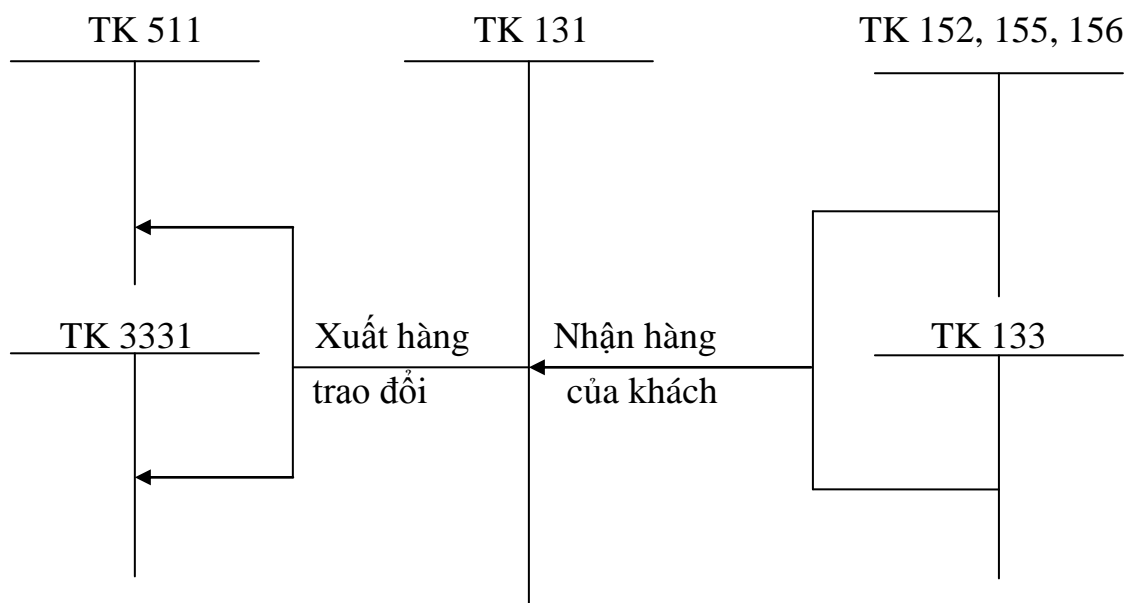 TK 511
TK 131
TK 152, 155, 156
TK 3331
Xuất hàng
trao đổi
Nhận hàng
của khách
TK 133